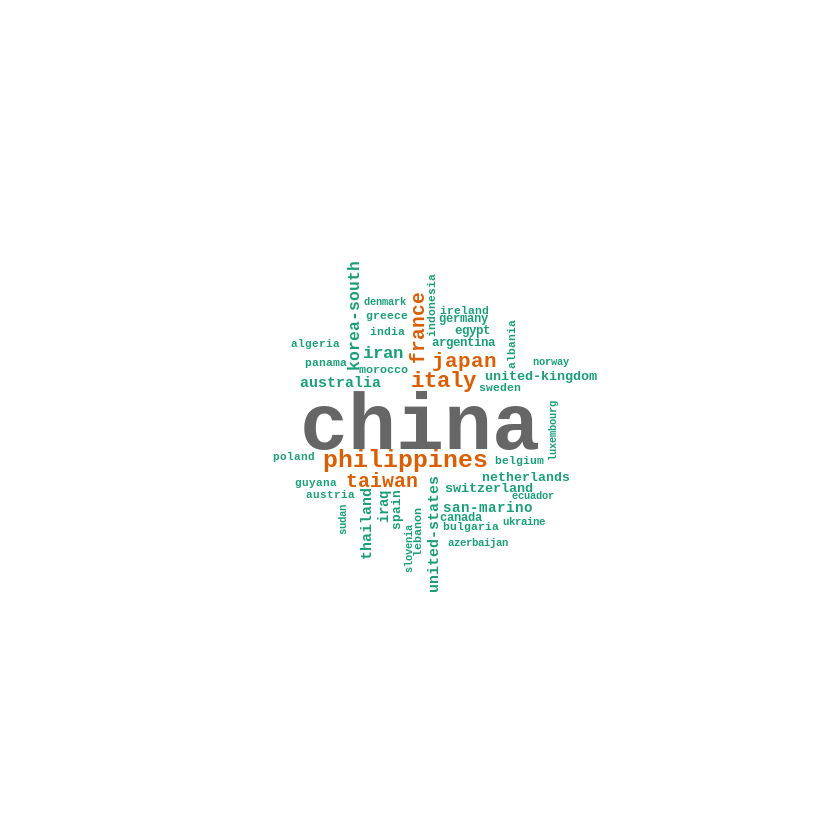 korea-south
denmark
france
indonesia
greece
ireland
germany
india
egypt
albania
algeria
iran
argentina
panama
morocco
japan
norway
australia
italy
united-kingdom
sweden
china
luxembourg
poland
philippines
belgium
guyana
taiwan
netherlands
austria
switzerland
ecuador
sudan
thailand
iraq
spain
lebanon
slovenia
united-states
san-marino
canada
bulgaria
ukraine
azerbaijan